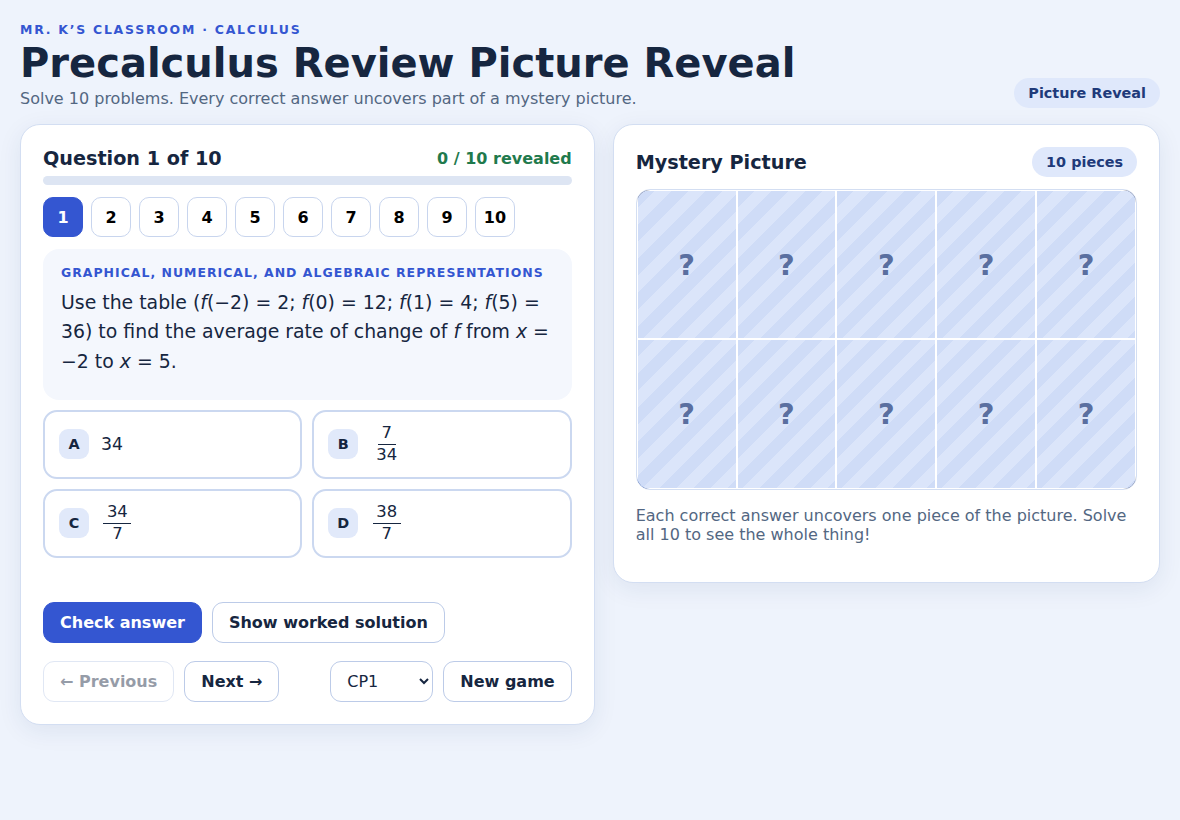 MR. K’S CLASSROOM · CALCULUS
Precalculus Review Picture Reveal
Solve 10 problems. Every correct answer uncovers part of a mystery picture.
Picture Reveal
Question 1 of 10
0 / 10 revealed
1 2 3 4 5 6 7 8 9 10
GRAPHICAL, NUMERICAL, AND ALGEBRAIC REPRESENTATIONS
Use the table (f(−2) = 2; f(0) = 12; f(1) = 4; f(5) =
36) to find the average rate of change of f from x =
−2 to x = 5.
A 34
B 7/34
C 34/7
D 38/7
Check answer
Show worked solution
← Previous
Next →
CP1
New game
Mystery Picture
10 pieces
? ? ? ? ?
? ? ? ? ?
Each correct answer uncovers one piece of the picture. Solve
all 10 to see the whole thing!